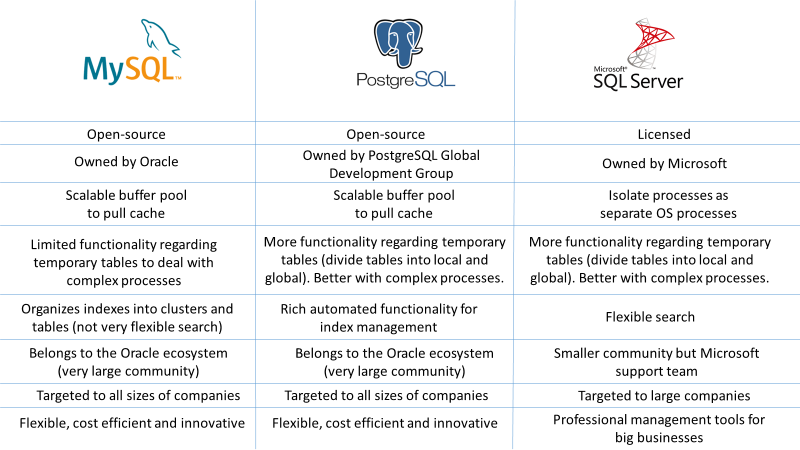 MySQL™
PostgreSQL
Microsoft®
SQL Server
Open-source
Open-source
Licensed
Owned by Oracle
Owned by PostgreSQL Global
Development Group
Owned by Microsoft
Scalable buffer pool
to pull cache
Scalable buffer pool
to pull cache
Isolate processes as
separate OS processes
Limited functionality regarding
temporary tables to deal with
complex processes
More functionality regarding temporary
tables (divide tables into local and
global). Better with complex processes.
More functionality regarding temporary
tables (divide tables into local and
global). Better with complex processes.
Organizes indexes into clusters and
tables (not very flexible search)
Rich automated functionality for
index management
Flexible search
Belongs to the Oracle ecosystem
(very large community)
Belongs to the Oracle ecosystem
(very large community)
Smaller community but Microsoft
support team
Targeted to all sizes of companies
Targeted to all sizes of companies
Targeted to large companies
Flexible, cost efficient and innovative
Flexible, cost efficient and innovative
Professional management tools for
big businesses